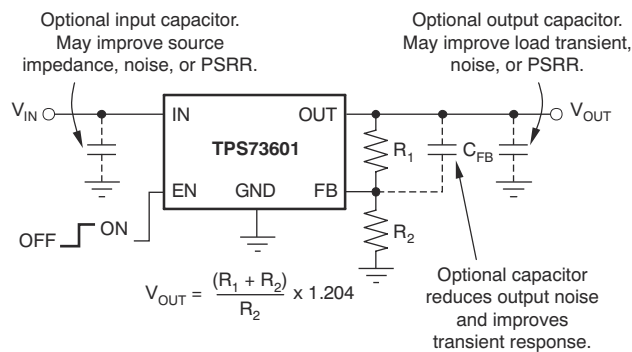 Optional input capacitor.
May improve source
impedance, noise, or PSRR.
Optional output capacitor.
May improve load transient,
noise, or PSRR.
V_IN
IN
OUT
V_OUT
TPS73601
R_1
C_FB
EN
GND
FB
OFF
ON
R_2
V_OUT = (R_1 + R_2) / R_2 x 1.204
Optional capacitor
reduces output noise
and improves
transient response.